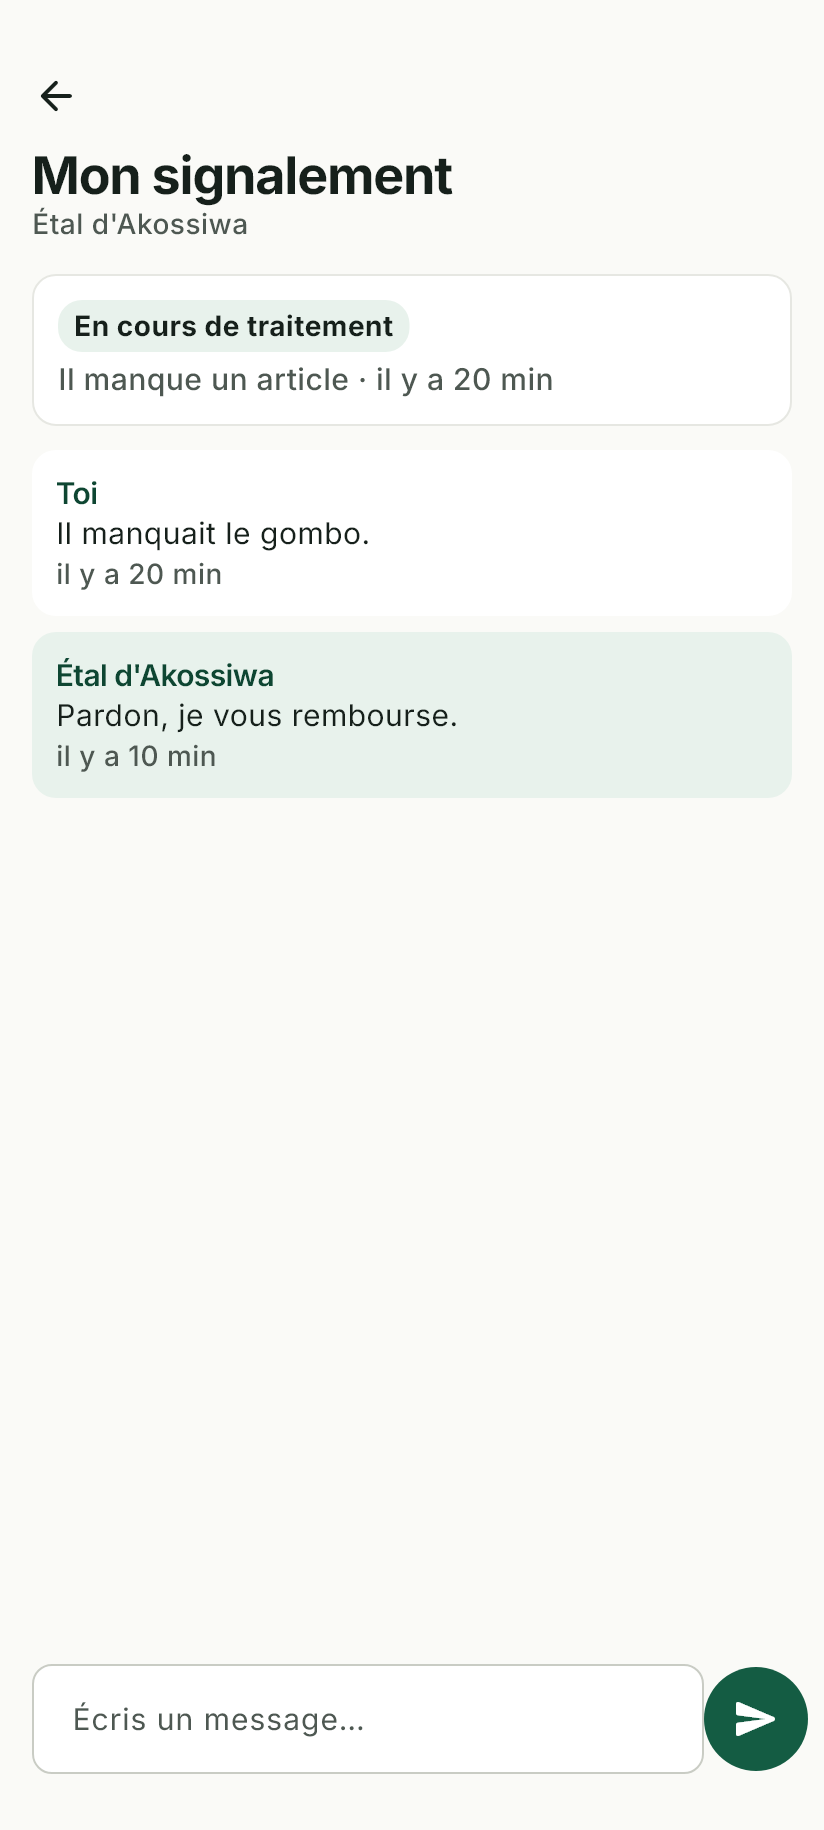 Mon signalement
Étal d'Akossiwa
En cours de traitement
Il manque un article · il y a 20 min
Toi
Il manquait le gombo.
il y a 20 min
Étal d'Akossiwa
Pardon, je vous rembourse.
il y a 10 min
Écris un message...